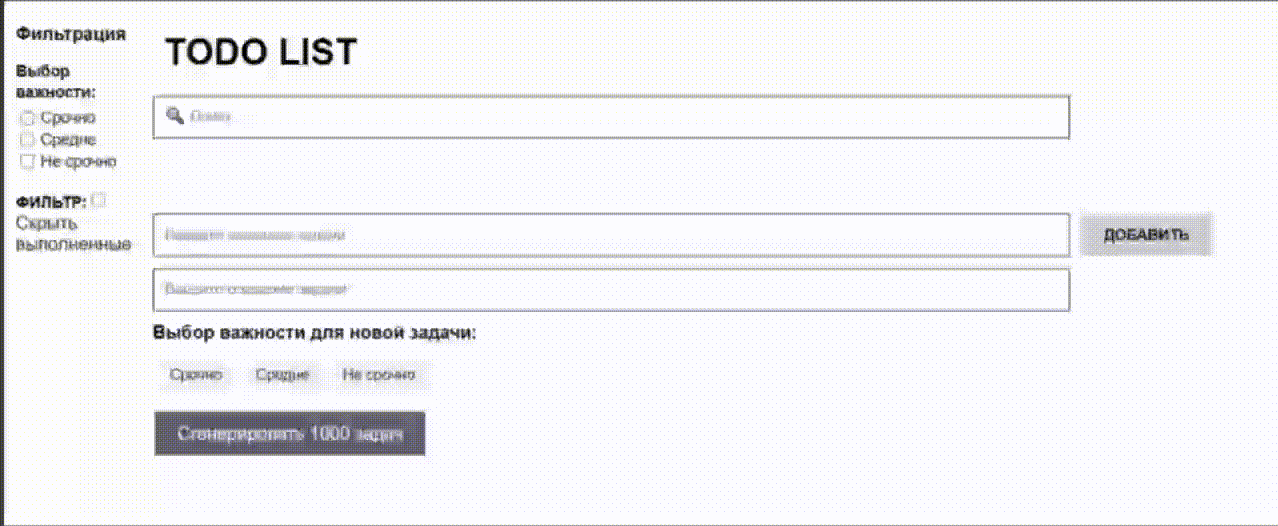 Фильтрация
Выбор
важности:
Срочно
Средне
Не срочно
ФИЛЬТР:
Скрыть
выполненные
TODO LIST
Поиск
Введите название задачи
ДОБАВИТЬ
Введите описание задачи
Выбор важности для новой задачи:
Срочно Средне Не срочно
Сгенерировать 1000 задач